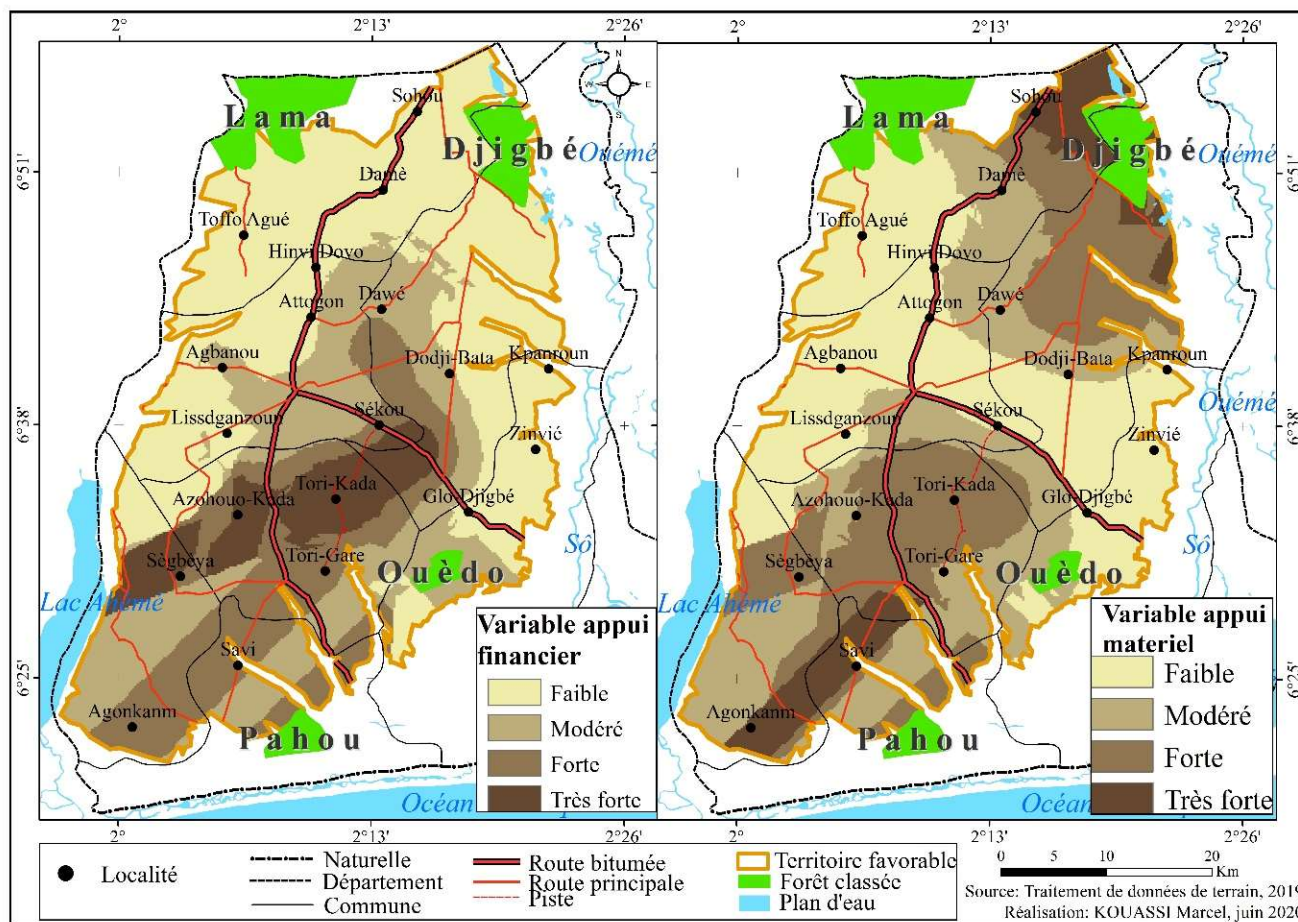 2° 2°13' 2°26' 2° 2°13' 2°26'
N
W E
S
Sohou
Lama
Djigbé
Ouémé
6°51'
Damè
Toffo Agué
Hinvi Dovo
Attogon
Dawé
Agbanou
Dodji-Bata
Kpanroun
Lissdganzoun
Sékou
6°38'
Zinvié
Azohouo-Kada
Tori-Kada
Glo-Djigbé
Sègbèya
Tori-Gare
Ouèdo
Sô
Lac Ahémé
Savi
6°25'
Agonkanm
Pahou
Océan
Variable appui
financier
Faible
Modéré
Forte
Très forte
2° 2°13' 2°26'
Sohou
Lama
Djigbé
Ouémé
6°51'
Damè
Toffo Agué
Hinvi Dovo
Attogon
Dawé
Agbanou
Dodji-Bata
Kpanroun
Ouémé
Lissdganzoun
Sékou
6°38'
Zinvié
Azohouo-Kada
Tori-Kada
Glo-Djigbé
Sègbèya
Tori-Gare
Ouèdo
Sô
Lac Ahémé
Savi
6°25'
Agonkanm
Pahou
Océan
Variable appui
materiel
Faible
Modéré
Forte
Très forte
2° 2°13' 2°26'
Localité
Naturelle
Département
Commune
Route bitumée
Route principale
Piste
Territoire favorable
Forêt classée
Plan d'eau
0 5 10 20
Km
Source: Traitement de données de terrain, 2019
Réalisation: KOUASSI Marcel, juin 2020